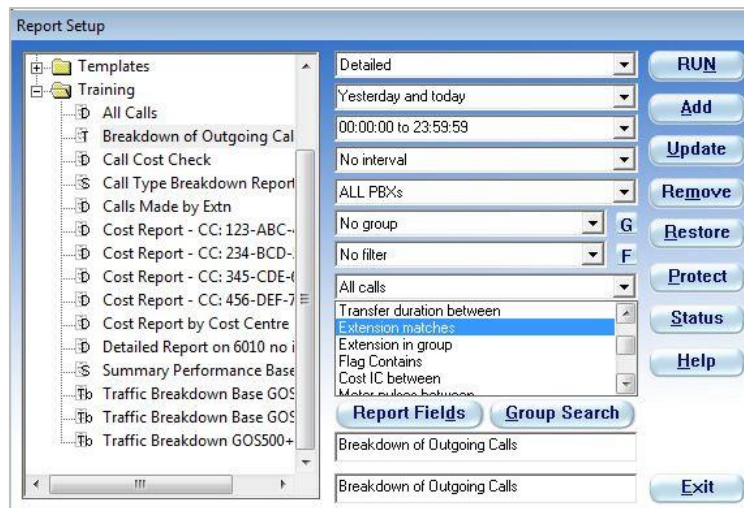 Report Setup
Templates
Training
All Calls
Breakdown of Outgoing Cal
Call Cost Check
Call Type Breakdown Report
Calls Made by Extn
Cost Report - CC: 123-ABC-
Cost Report - CC: 234-BCD-
Cost Report - CC: 345-CDE-
Cost Report - CC: 456-DEF-7
Cost Report by Cost Centre
Detailed Report on 6010 no i
Summary Performance Base
Traffic Breakdown Base GOS
Traffic Breakdown Base GOS
Traffic Breakdown GOS500+
Detailed
Yesterday and today
00:00:00 to 23:59:59
No interval
ALL PBXs
No group
G
No filter
F
All calls
Transfer duration between
Extension matches
Extension in group
Flag Contains
Cost IC between
Meter pulses between
Report Fields
Group Search
Breakdown of Outgoing Calls
Breakdown of Outgoing Calls
RUN
Add
Update
Remove
Restore
Protect
Status
Help
Exit